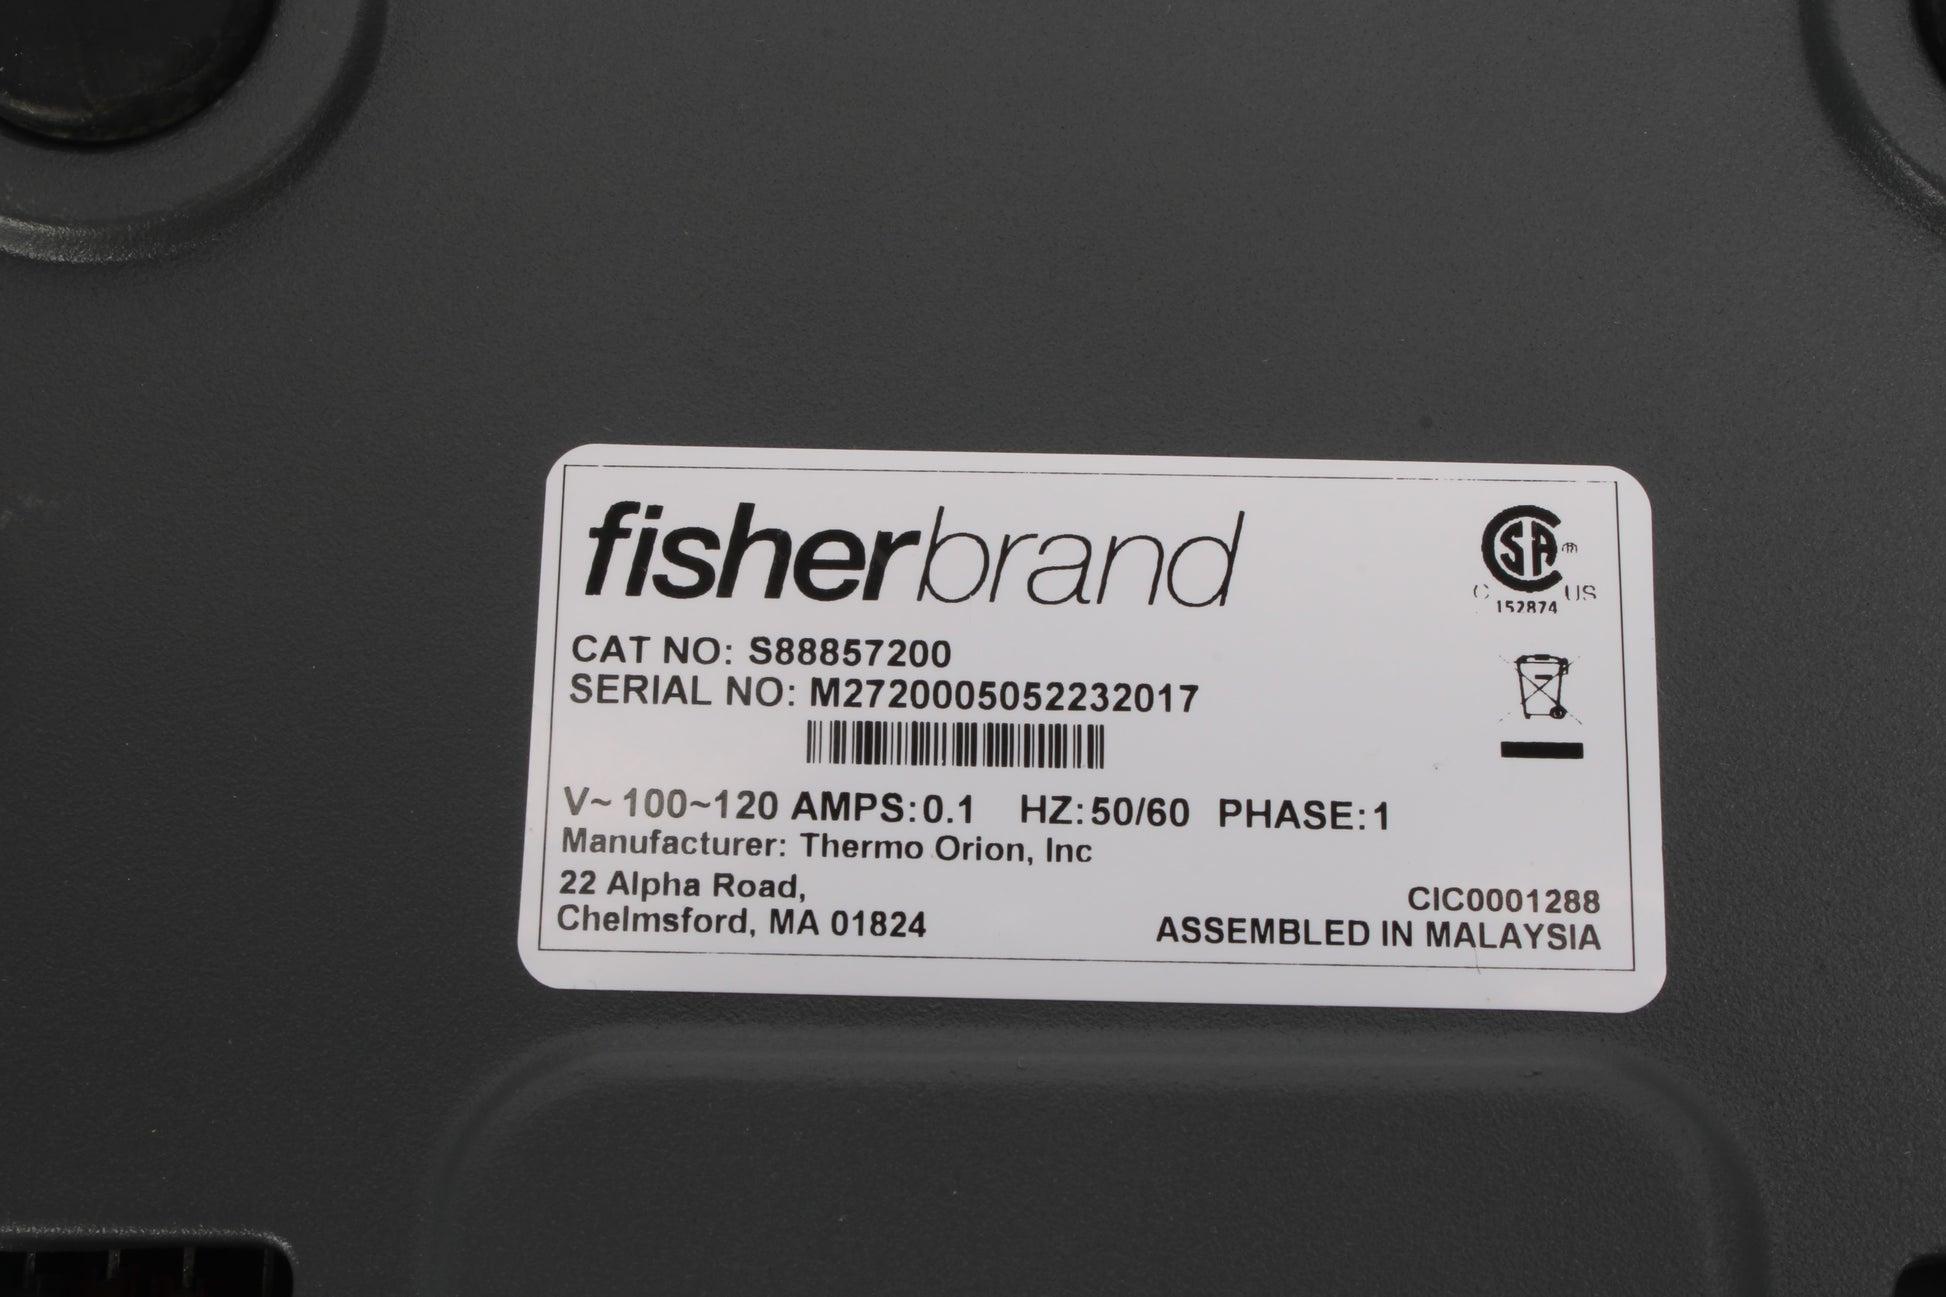 fisherbrand
CSA ®
C US
152874
CAT NO: S88857200
SERIAL NO: M2720005052232017
V~ 100~120 AMPS:0.1 HZ:50/60 PHASE:1
Manufacturer: Thermo Orion, Inc
22 Alpha Road,
Chelmsford, MA 01824
CIC0001288
ASSEMBLED IN MALAYSIA